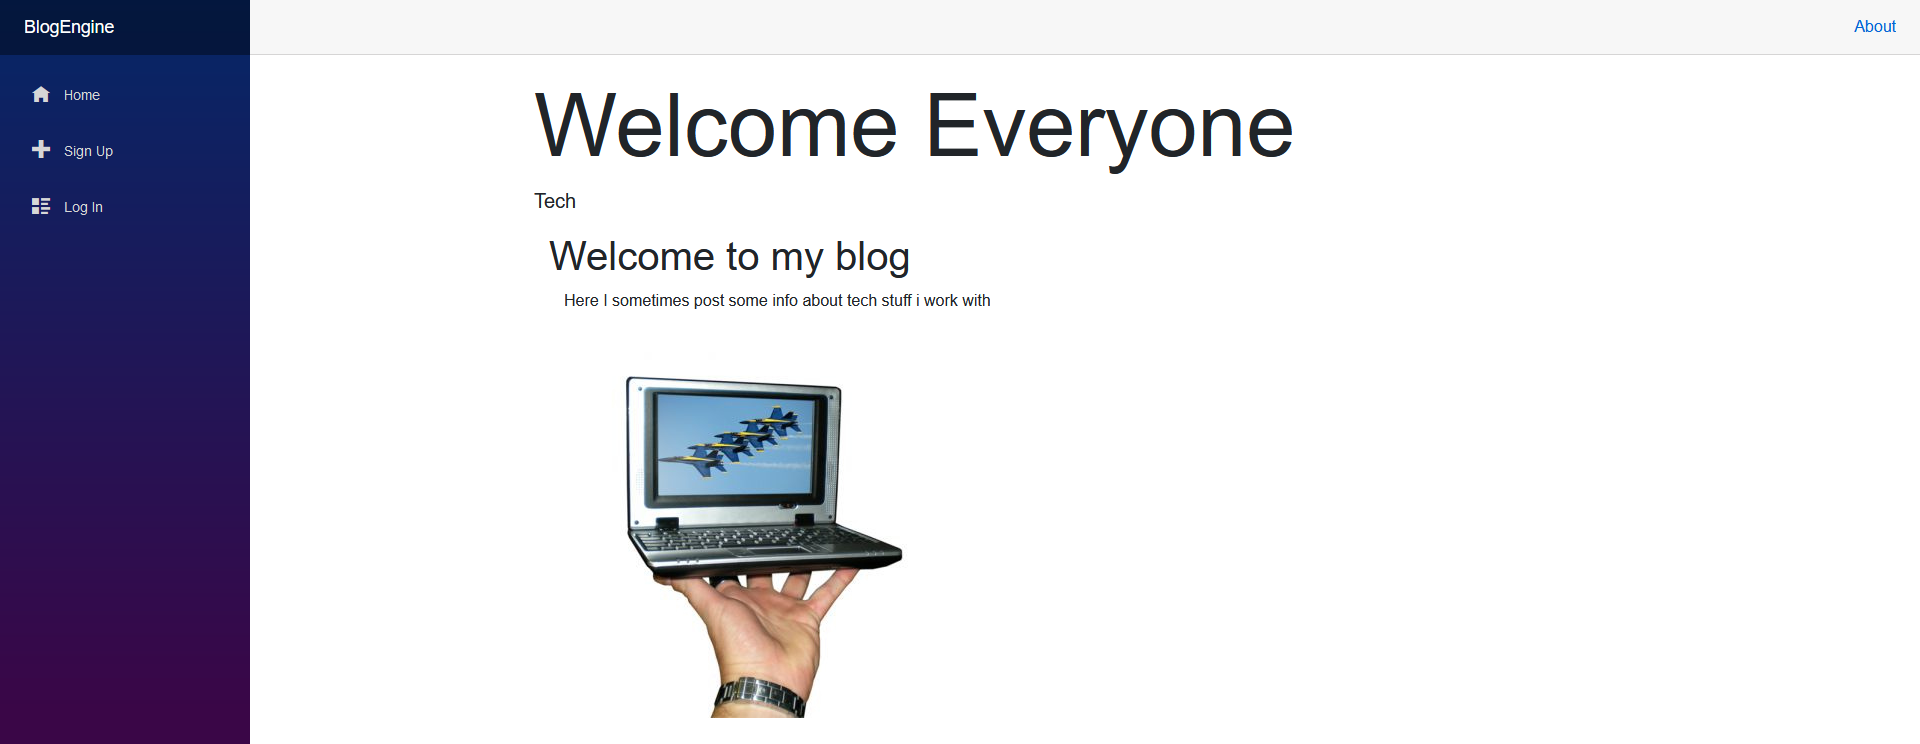 BlogEngine
About
Home
Sign Up
Log In
Welcome Everyone
Tech
Welcome to my blog
Here I sometimes post some info about tech stuff i work with